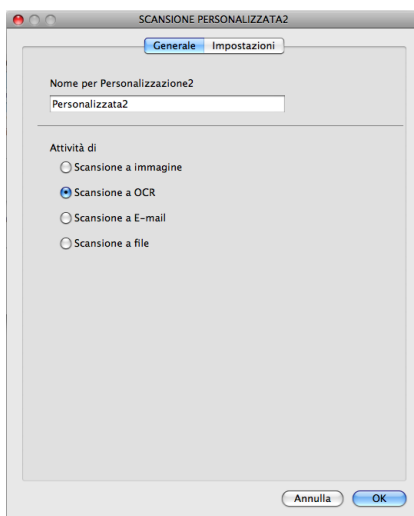 SCANSIONE PERSONALIZZATA2
Generale Impostazioni
Nome per Personalizzazione2
Personalizzata2
Attività di
Scansione a immagine
Scansione a OCR
Scansione a E-mail
Scansione a file
Annulla OK